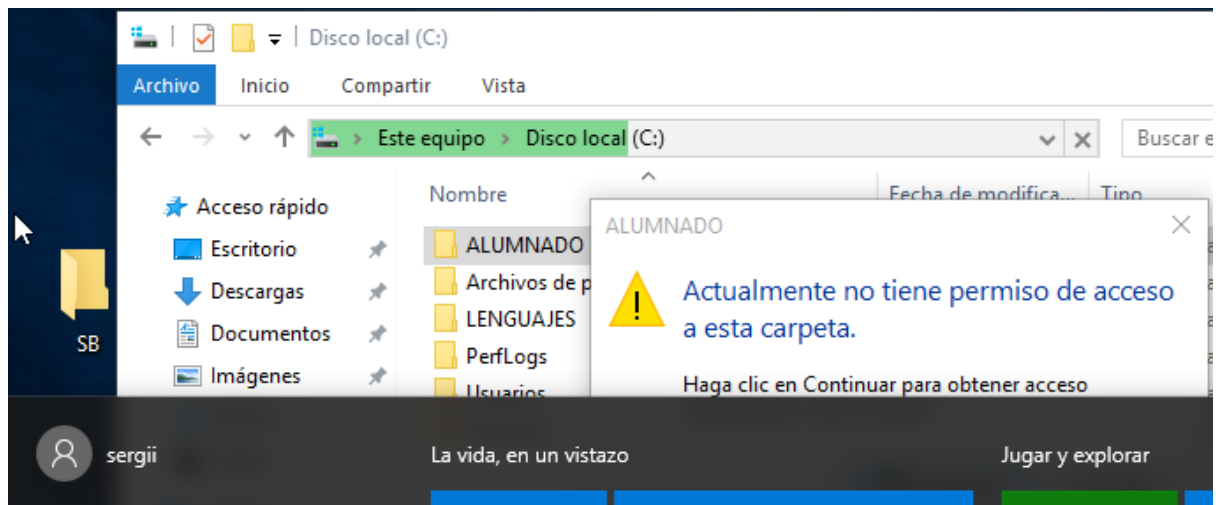 Disco local (C:)
Archivo Inicio Compartir Vista
Este equipo Disco local (C:) Buscar e
Nombre Fecha de modifica... Tipo
Acceso rápido
ALUMNADO
Escritorio ALUMNADO
Archivos de p
Actualmente no tiene permiso de acceso
Descargas
LENGUAJES
a esta carpeta.
Documentos
SB
PerfLogs
Imágenes
Haga clic en Continuar para obtener acceso
Usuarios
sergii La vida, en un vistazo Jugar y explorar